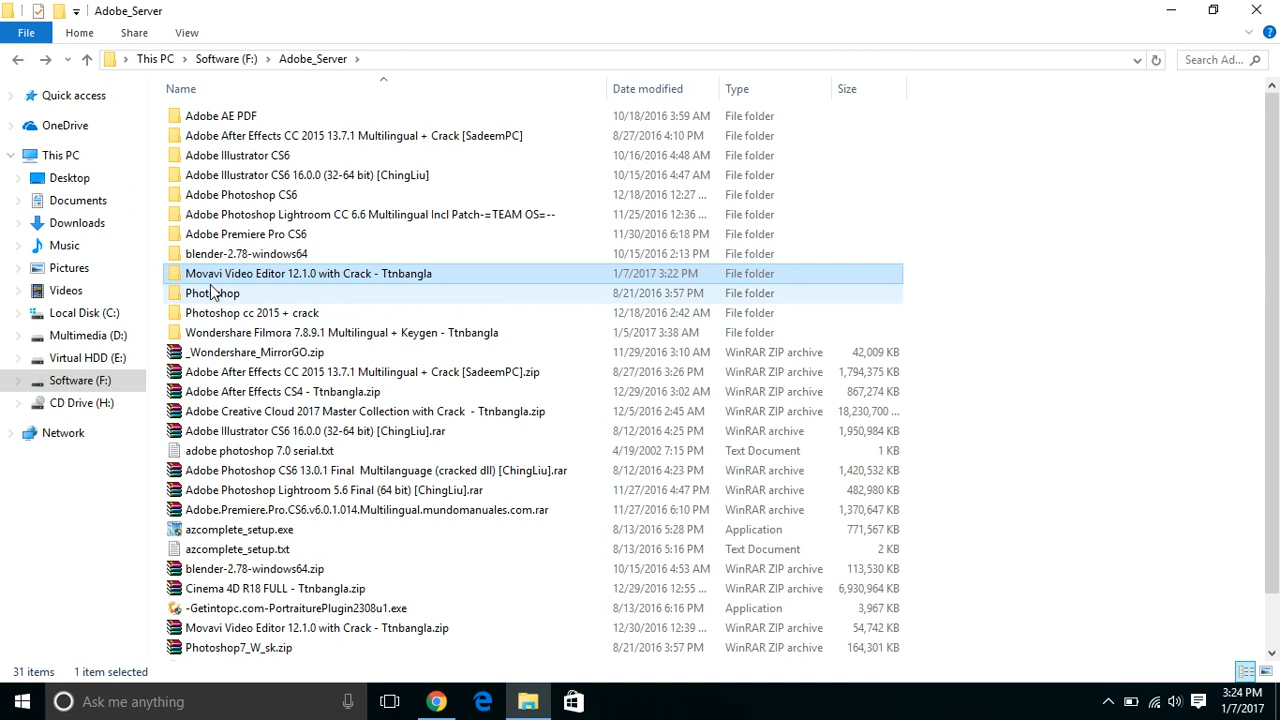 Adobe_Server
File Home Share View
This PC Software (F:) Adobe_Server Search Ad...
Name Date modified Type Size
Quick access
OneDrive
This PC
Desktop
Documents
Downloads
Music
Pictures
Videos
Local Disk (C:)
Multimedia (D:)
Virtual HDD (E:)
Software (F:)
CD Drive (H:)
Network
Adobe AE PDF 10/18/2016 3:59 AM File folder
Adobe After Effects CC 2015 13.7.1 Multilingual + Crack [SadeemPC] 8/27/2016 4:10 PM File folder
Adobe Illustrator CS6 10/16/2016 4:48 AM File folder
Adobe Illustrator CS6 16.0.0 (32-64 bit) [ChingLiu] 10/15/2016 4:47 AM File folder
Adobe Photoshop CS6 12/18/2016 12:27 ... File folder
Adobe Photoshop Lightroom CC 6.6 Multilingual Incl Patch-=TEAM OS=-- 11/25/2016 12:36 ... File folder
Adobe Premiere Pro CS6 11/30/2016 6:18 PM File folder
blender-2.78-windows64 10/15/2016 2:13 PM File folder
Movavi Video Editor 12.1.0 with Crack - Ttnbangla 1/7/2017 3:22 PM File folder
Photoshop 8/21/2016 3:57 PM File folder
Photoshop cc 2015 + crack 12/18/2016 2:42 AM File folder
Wondershare Filmora 7.8.9.1 Multilingual + Keygen - Ttnbangla 1/5/2017 3:38 AM File folder
_Wondershare_MirrorGO.zip 11/29/2016 3:10 AM WinRAR ZIP archive 42,009 KB
Adobe After Effects CC 2015 13.7.1 Multilingual + Crack [SadeemPC].zip 8/27/2016 3:26 PM WinRAR ZIP archive 1,794,375 KB
Adobe After Effects CS4 - Ttnbangla.zip 12/29/2016 3:02 AM WinRAR ZIP archive 867,274 KB
Adobe Creative Cloud 2017 Master Collection with Crack - Ttnbangla.zip 12/5/2016 2:45 AM WinRAR ZIP archive 18,230,700 ...
Adobe Illustrator CS6 16.0.0 (32-64 bit) [ChingLiu].rar 8/12/2016 4:25 PM WinRAR archive 1,950,984 KB
adobe photoshop 7.0 serial.txt 4/19/2002 7:15 PM Text Document 1 KB
Adobe Photoshop CS6 13.0.1 Final Multilanguage (cracked dll) [ChingLiu].rar 8/12/2016 4:23 PM WinRAR archive 1,420,532 KB
Adobe Photoshop Lightroom 5.6 Final (64 bit) [ChingLiu].rar 11/27/2016 4:47 PM WinRAR archive 482,980 KB
Adobe.Premiere.Pro.CS6.v6.0.1.014.Multilingual.mundomanuales.com.rar 11/27/2016 6:10 PM WinRAR archive 1,370,647 KB
azcomplete_setup.exe 8/13/2016 5:28 PM Application 771,567 KB
azcomplete_setup.txt 8/13/2016 5:16 PM Text Document 2 KB
blender-2.78-windows64.zip 10/15/2016 4:53 AM WinRAR ZIP archive 113,530 KB
Cinema 4D R18 FULL - Ttnbangla.zip 12/29/2016 12:55 ... WinRAR ZIP archive 6,930,964 KB
-Getintopc.com-PortraiturePlugin2308u1.exe 8/13/2016 6:16 PM Application 3,967 KB
Movavi Video Editor 12.1.0 with Crack - Ttnbangla.zip 12/30/2016 12:39 ... WinRAR ZIP archive 54,742 KB
Photoshop7_W_sk.zip 8/21/2016 3:57 PM WinRAR ZIP archive 164,301 KB
31 items 1 item selected
Ask me anything
3:24 PM
1/7/2017